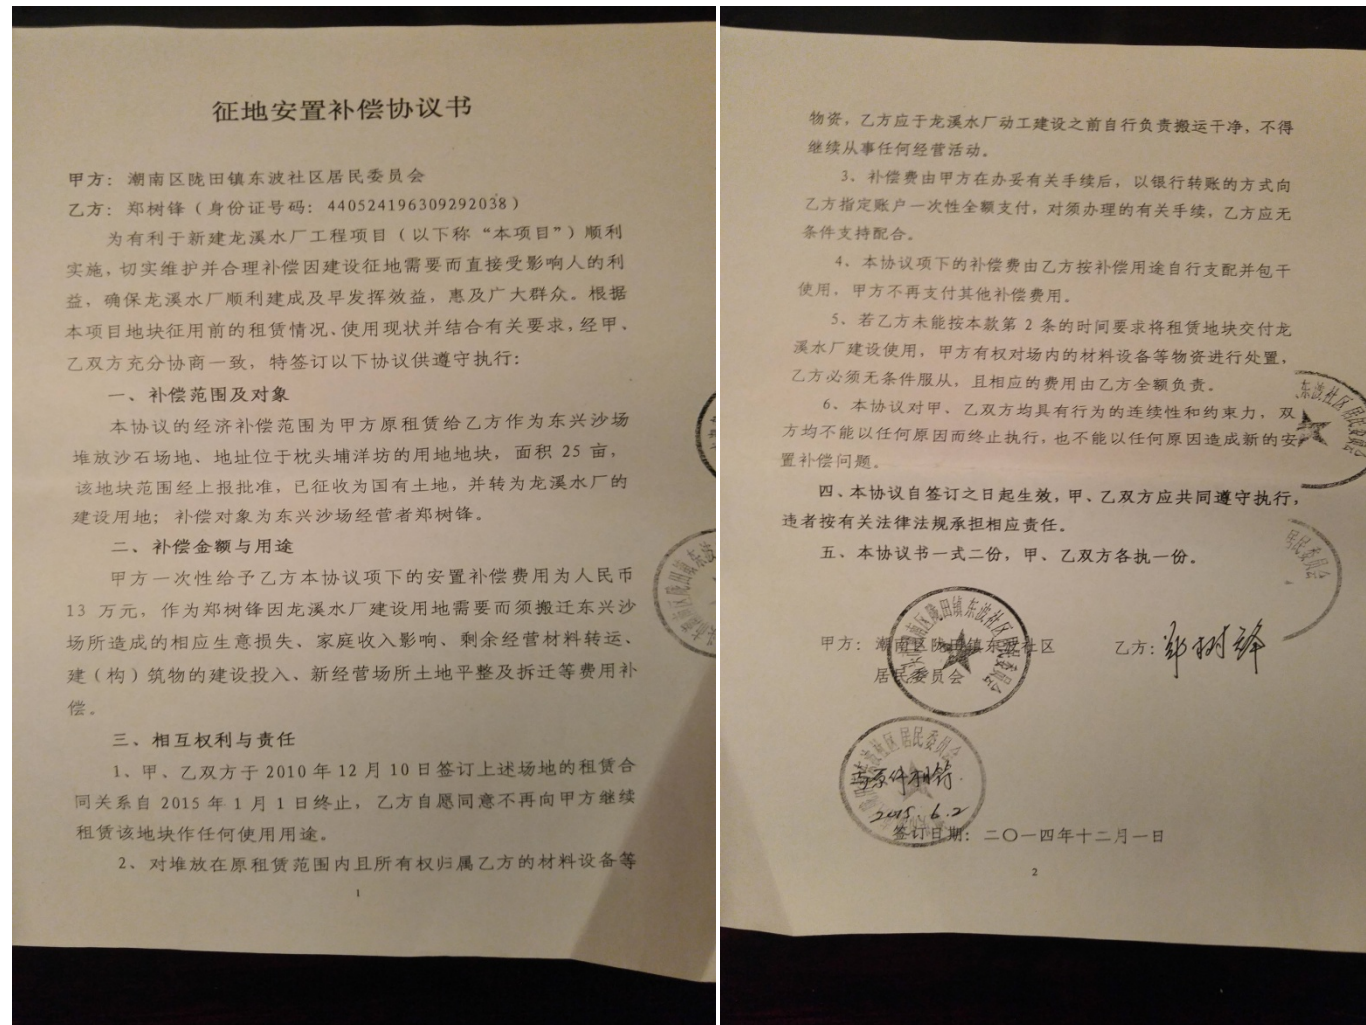 征地安置补偿协议书
甲方：潮南区陇田镇东波社区居民委员会
乙方：郑树锋（身份证号码：440524196309292038）
为有利于新建龙溪水厂工程项目（以下称“本项目”）顺利
实施，切实维护并合理补偿因建设征地需要而直接受影响人的利
益，确保龙溪水厂顺利建成及早发挥效益，惠及广大群众。根据
本项目地块征用前的租赁情况、使用现状并结合有关要求，经甲、
乙双方充分协商一致，特签订以下协议供遵守执行：
一、补偿范围及对象
本协议的经济补偿范围为甲方原租赁给乙方作为东兴沙场
堆放沙石场地、地址位于枕头埔洋坊的用地地块，面积 25 亩，
该地块范围经上报批准，已征收为国有土地，并转为龙溪水厂的
建设用地；补偿对象为东兴沙场经营者郑树锋。
二、补偿金额与用途
甲方一次性给予乙方本协议项下的安置补偿费用为人民币
13 万元，作为郑树锋因龙溪水厂建设用地需要而须搬迁东兴沙
场所造成的相应生意损失、家庭收入影响、剩余经营材料转运、
建（构）筑物的建设投入、新经营场所土地平整及拆迁等费用补
偿。
三、相互权利与责任
1、甲、乙双方于 2010 年 12 月 10 日签订上述场地的租赁合
同关系自 2015 年 1 月 1 日终止，乙方自愿同意不再向甲方继续
租赁该地块作任何使用用途。
2、对堆放在原租赁范围内且所有权归属乙方的材料设备等
1
物资，乙方应于龙溪水厂动工建设之前自行负责搬运干净，不得
继续从事任何经营活动。
3、补偿费由甲方在办妥有关手续后，以银行转账的方式向
乙方指定账户一次性全额支付，对须办理的有关手续，乙方应无
条件支持配合。
4、本协议项下的补偿费由乙方按补偿用途自行支配并包干
使用，甲方不再支付其他补偿费用。
5、若乙方未能按本款第 2 条的时间要求将租赁地块交付龙
溪水厂建设使用，甲方有权对场内的材料设备等物资进行处置，
乙方必须无条件服从，且相应的费用由乙方全额负责。
6、本协议对甲、乙双方均具有行为的连续性和约束力，双
方均不能以任何原因而终止执行，也不能以任何原因造成新的安
置补偿问题。
四、本协议自签订之日起生效，甲、乙双方应共同遵守执行，
违者按有关法律法规承担相应责任。
五、本协议书一式二份，甲、乙双方各执一份。
东波社区居民委员会
居民委员会
甲方：潮南区陇田镇东波社区
居民委员会
乙方：郑树锋
与原件相符
2015.6.2
签订日期：二〇一四年十二月一日
2